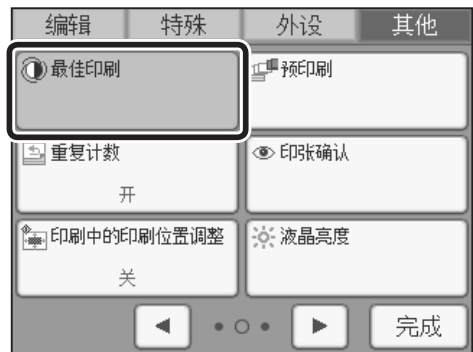 编辑 特殊 外设 其他
最佳印刷 预印刷
重复计数 印张确认
开
印刷中的印刷位置调整 液晶亮度
关
完成